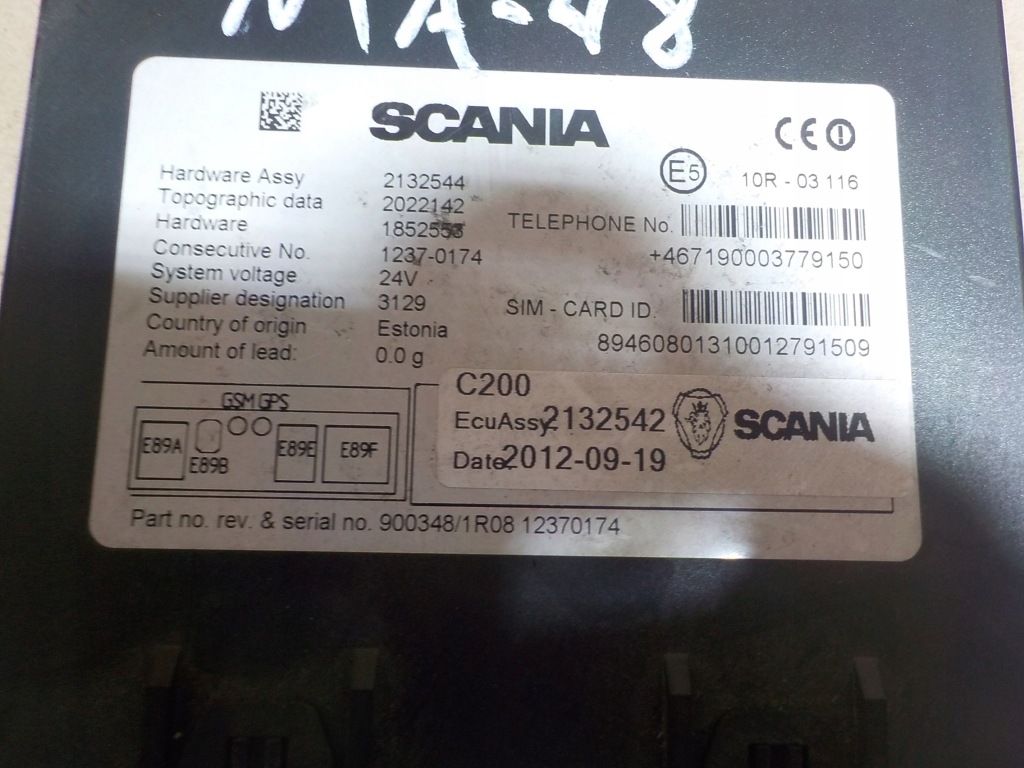 MA-48
SCANIA
CE
E5
10R - 03 116
Hardware Assy 2132544
Topographic data 2022142
Hardware 1852553
Consecutive No. 1237-0174
System voltage 24V
Supplier designation 3129
Country of origin Estonia
Amount of lead: 0.0 g
TELEPHONE No.
+467190003779150
SIM - CARD ID.
89460801310012791509
GSM GPS
E89A E89B E89E E89F
C200
EcuAssy 2132542
Date 2012-09-19
SCANIA
Part no. rev. & serial no. 900348/1R08 12370174